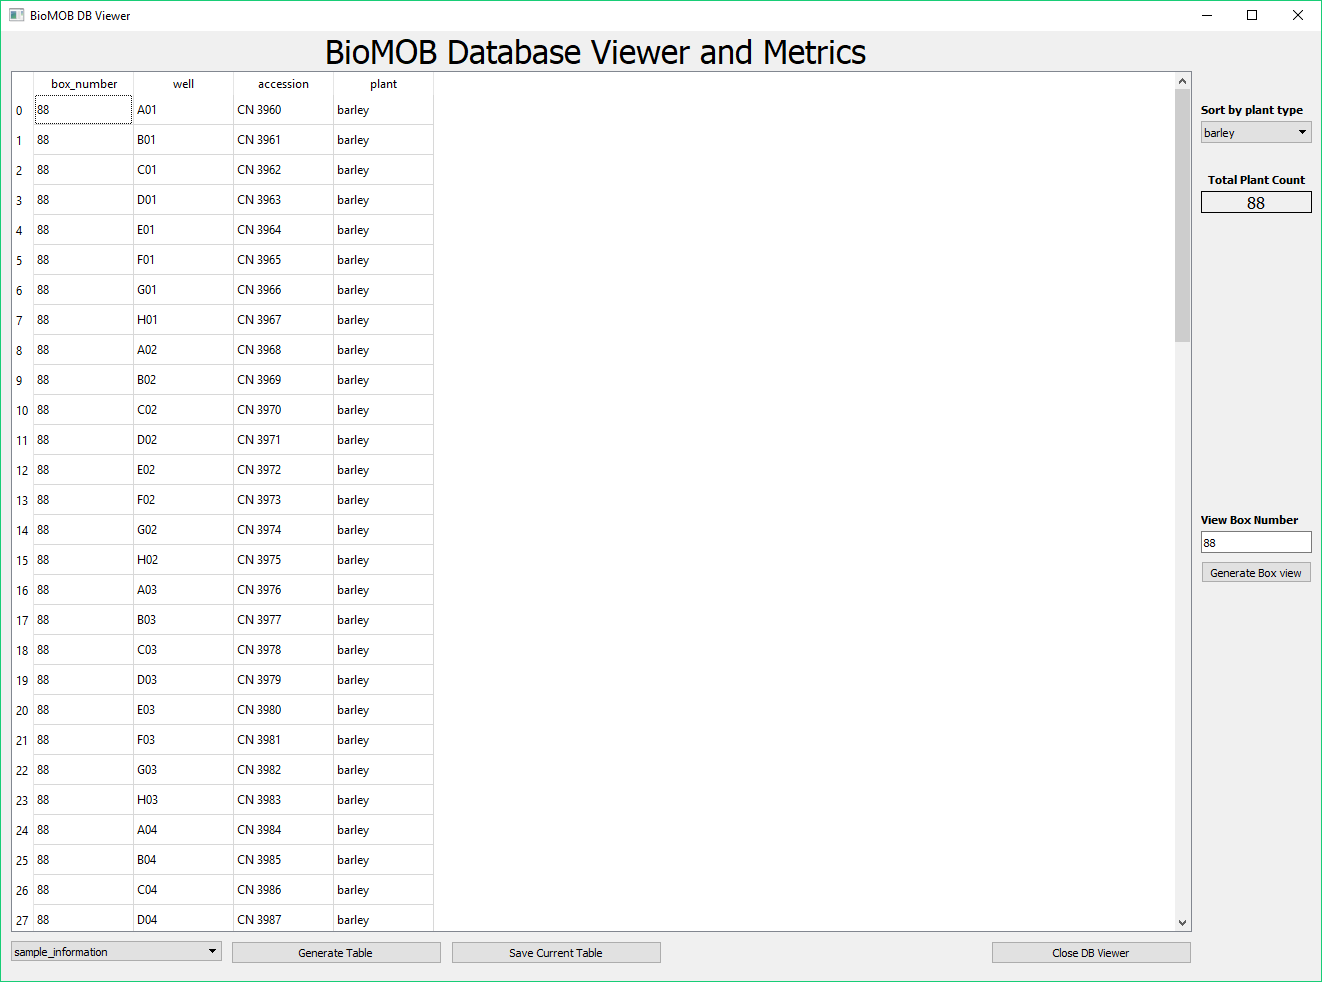 BioMOB DB Viewer
BioMOB Database Viewer and Metrics
box_number well accession plant
0 88 A01 CN 3960 barley
1 88 B01 CN 3961 barley
2 88 C01 CN 3962 barley
3 88 D01 CN 3963 barley
4 88 E01 CN 3964 barley
5 88 F01 CN 3965 barley
6 88 G01 CN 3966 barley
7 88 H01 CN 3967 barley
8 88 A02 CN 3968 barley
9 88 B02 CN 3969 barley
10 88 C02 CN 3970 barley
11 88 D02 CN 3971 barley
12 88 E02 CN 3972 barley
13 88 F02 CN 3973 barley
14 88 G02 CN 3974 barley
15 88 H02 CN 3975 barley
16 88 A03 CN 3976 barley
17 88 B03 CN 3977 barley
18 88 C03 CN 3978 barley
19 88 D03 CN 3979 barley
20 88 E03 CN 3980 barley
21 88 F03 CN 3981 barley
22 88 G03 CN 3982 barley
23 88 H03 CN 3983 barley
24 88 A04 CN 3984 barley
25 88 B04 CN 3985 barley
26 88 C04 CN 3986 barley
27 88 D04 CN 3987 barley
Sort by plant type
barley
Total Plant Count
88
View Box Number
88
Generate Box view
sample_information
Generate Table
Save Current Table
Close DB Viewer